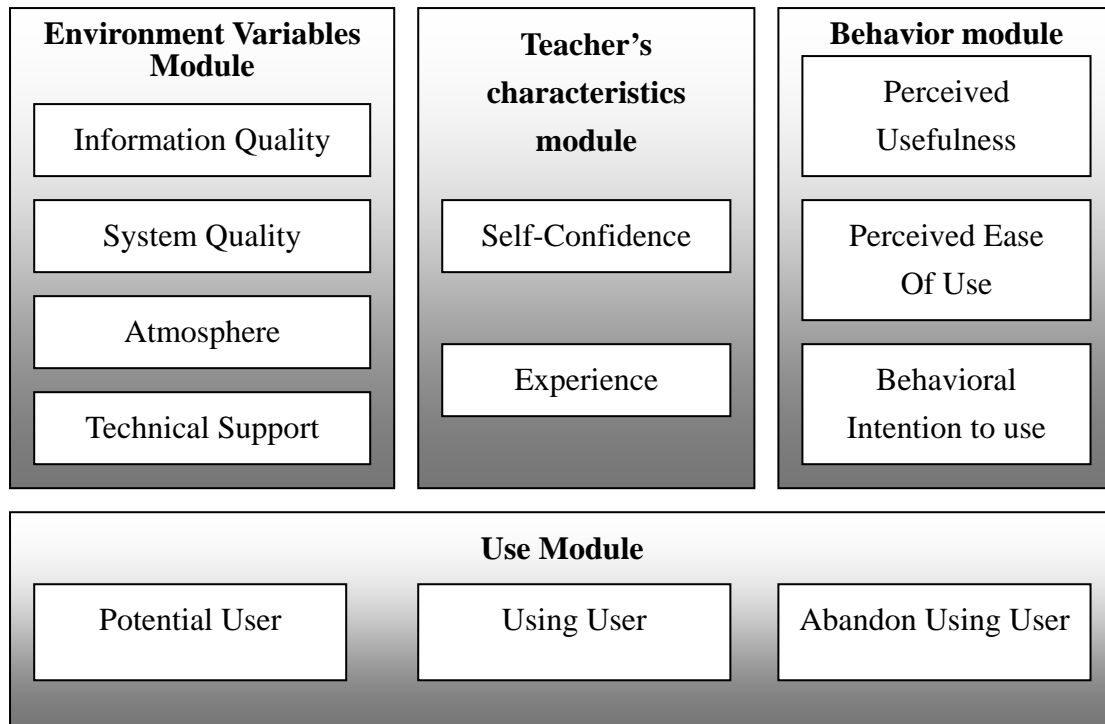 Environment Variables
Module
Information Quality
System Quality
Atmosphere
Technical Support
Teacher’s
characteristics
module
Self-Confidence
Experience
Behavior module
Perceived
Usefulness
Perceived Ease
Of Use
Behavioral
Intention to use
Use Module
Potential User
Using User
Abandon Using User